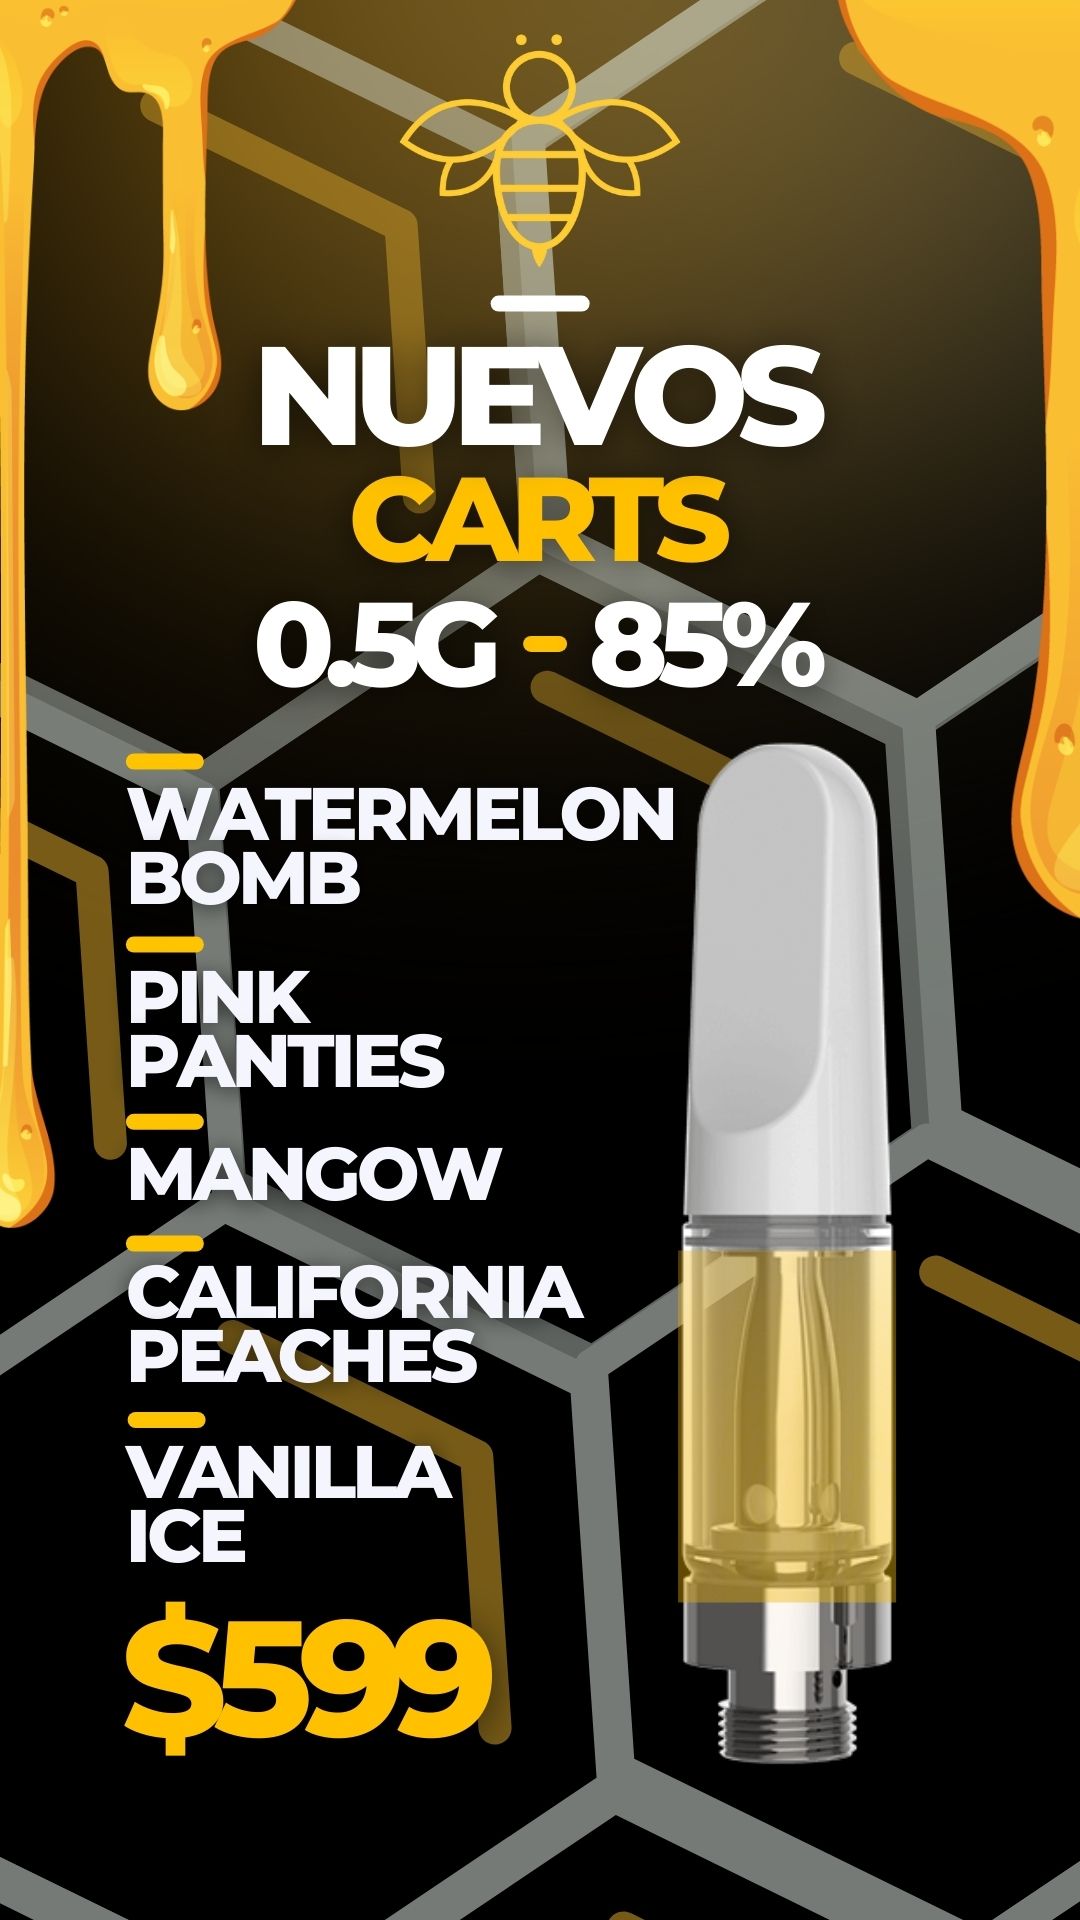 NUEVOS
CARTS
0.5G - 85%
WATERMELON
BOMB
PINK
PANTIES
MANGOW
CALIFORNIA
PEACHES
VANILLA
ICE
$599